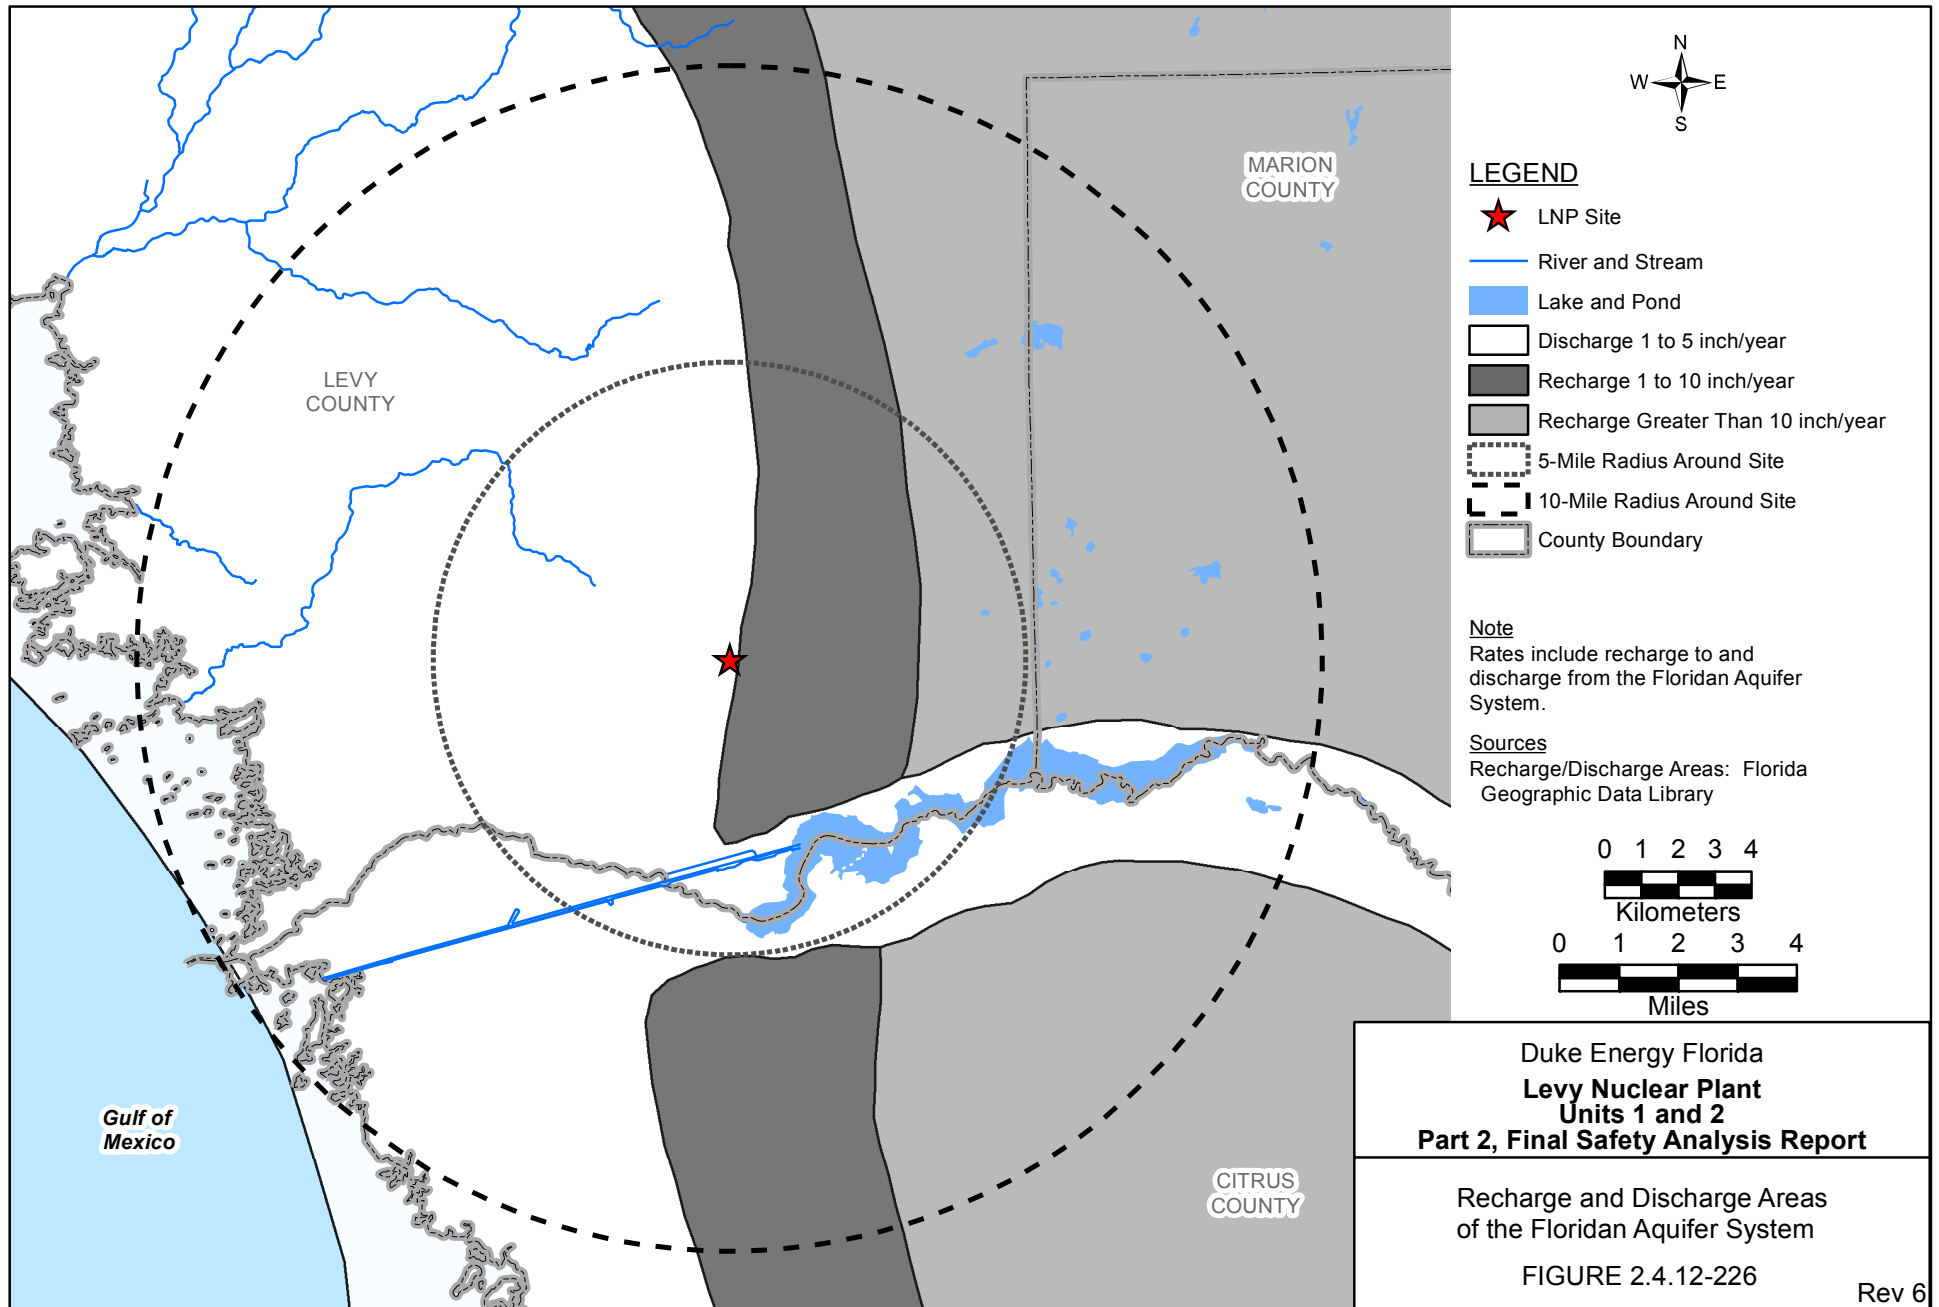 MARION
COUNTY
LEVY
COUNTY
Gulf of
Mexico
CITRUS
COUNTY
N
W E
S
LEGEND
LNP Site
River and Stream
Lake and Pond
Discharge 1 to 5 inch/year
Recharge 1 to 10 inch/year
Recharge Greater Than 10 inch/year
5-Mile Radius Around Site
10-Mile Radius Around Site
County Boundary
Note
Rates include recharge to and
discharge from the Floridan Aquifer
System.
Sources
Recharge/Discharge Areas: Florida
Geographic Data Library
0 1 2 3 4
Kilometers
0 1 2 3 4
Miles
Duke Energy Florida
Levy Nuclear Plant
Units 1 and 2
Part 2, Final Safety Analysis Report
Recharge and Discharge Areas
of the Floridan Aquifer System
FIGURE 2.4.12-226
Rev 6